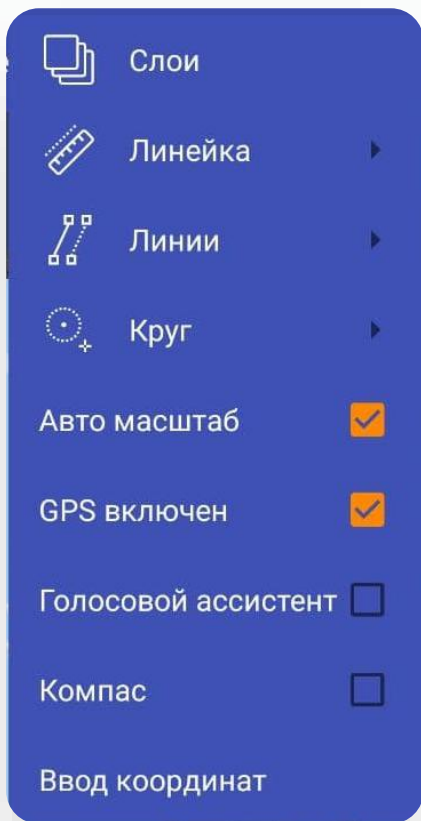 Слои
Линейка
Линии
Круг
Авто масштаб
GPS включен
Голосовой ассистент
Компас
Ввод координат